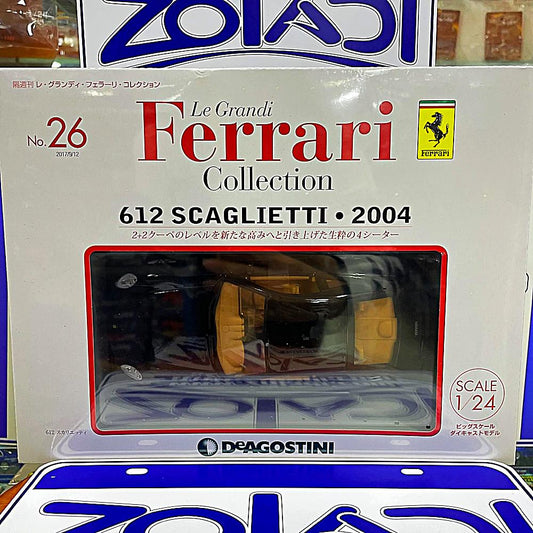 ZOTACI
隔週刊 レ・グランディ・フェラーリ・コレクション
No.26
2017/9/12
Le Grandi
Ferrari
Collection
Ferrari
612 SCAGLIETTI • 2004
2+2クーペのレベルを新たな高みへと引き上げた生粋の4シーター
612 スカリエッティ
SCALE
1/24
ビッグスケール
ダイキャストモデル
DeAGOSTINI